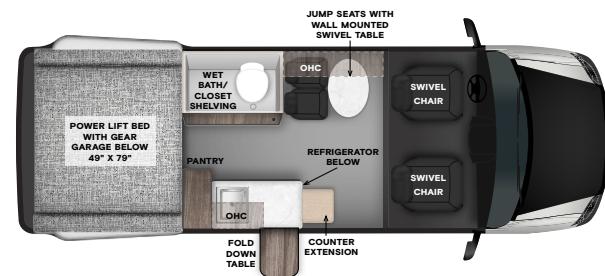 JUMP SEATS WITH
WALL MOUNTED
SWIVEL TABLE
OHC
WET
BATH/
CLOSET
SHELVING
SWIVEL
CHAIR
POWER LIFT BED
WITH GEAR
GARAGE BELOW
49" X 79"
PANTRY
REFRIGERATOR
BELOW
SWIVEL
CHAIR
OHC
FOLD
DOWN
TABLE
COUNTER
EXTENSION